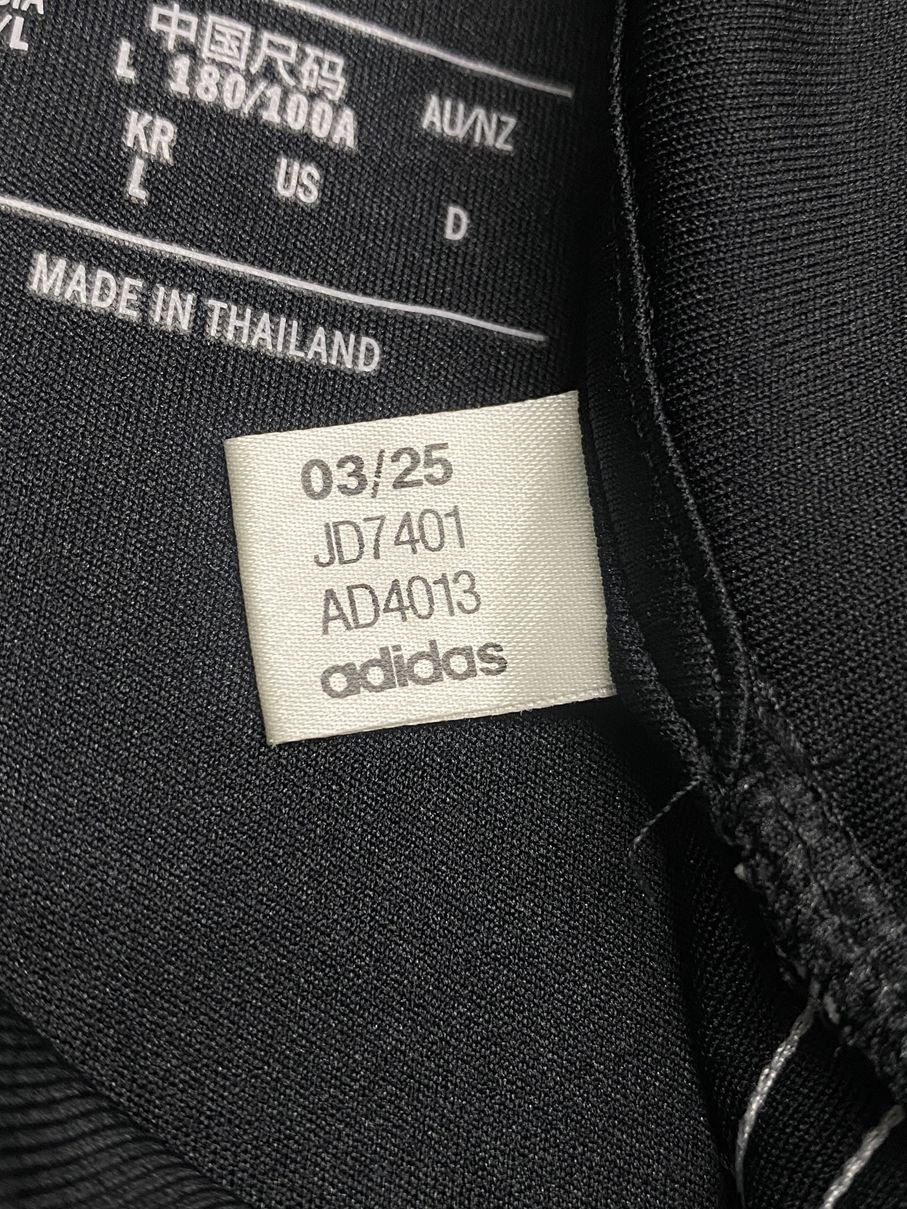 中国尺码
L 180/100A
AU/NZ
KR
US
L
D
MADE IN THAILAND
03/25
JD7401
AD4013
adidas